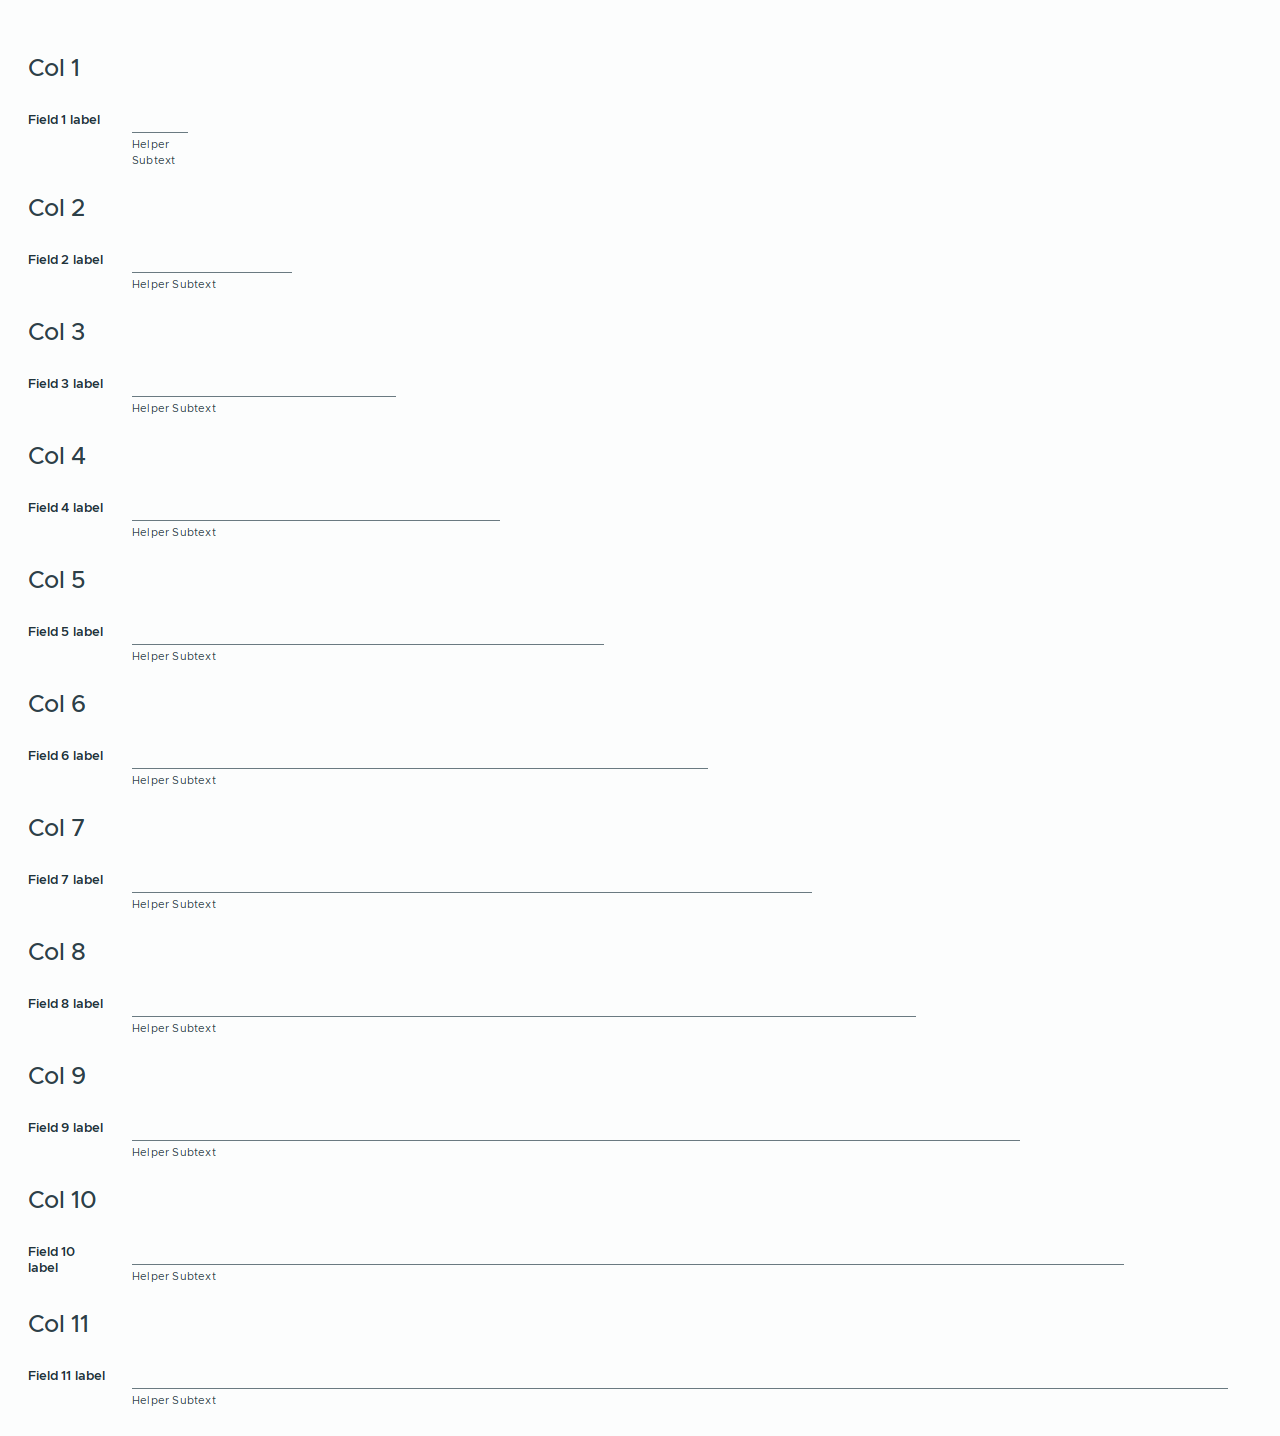 Col 1
Field 1 label
Helper
Subtext
Col 2
Field 2 label
Helper Subtext
Col 3
Field 3 label
Helper Subtext
Col 4
Field 4 label
Helper Subtext
Col 5
Field 5 label
Helper Subtext
Col 6
Field 6 label
Helper Subtext
Col 7
Field 7 label
Helper Subtext
Col 8
Field 8 label
Helper Subtext
Col 9
Field 9 label
Helper Subtext
Col 10
Field 10
label
Helper Subtext
Col 11
Field 11 label
Helper Subtext